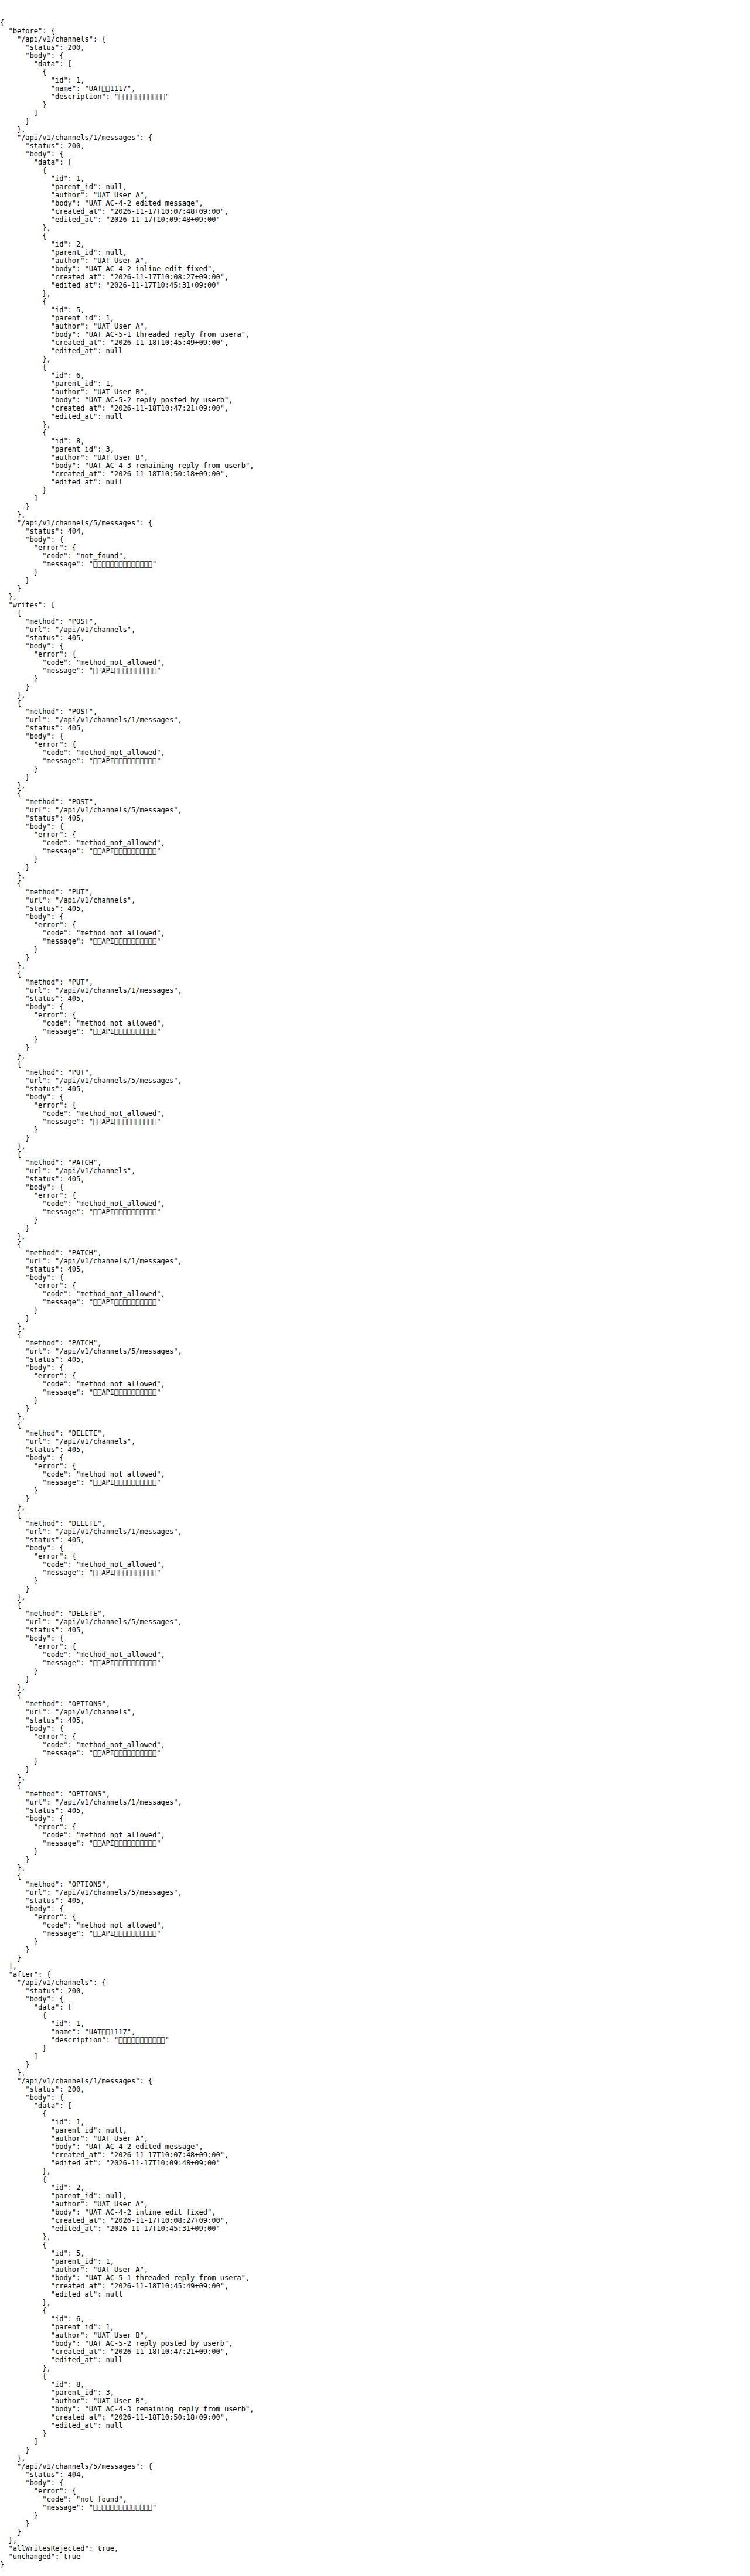 {
  "before": {
    "/api/v1/channels": {
      "status": 200,
      "body": {
        "data": [
          {
            "id": 1,
            "name": "UAT1117",
            "description": ""
          }
        ]
      }
    },
    "/api/v1/channels/1/messages": {
      "status": 200,
      "body": {
        "data": [
          {
            "id": 1,
            "parent_id": null,
            "author": "UAT User A",
            "body": "UAT AC-4-2 edited message",
            "created_at": "2026-11-17T10:07:48+09:00",
            "edited_at": "2026-11-17T10:09:48+09:00"
          },
          {
            "id": 2,
            "parent_id": null,
            "author": "UAT User A",
            "body": "UAT AC-4-2 inline edit fixed",
            "created_at": "2026-11-17T10:08:27+09:00",
            "edited_at": "2026-11-17T10:45:31+09:00"
          },
          {
            "id": 5,
            "parent_id": 1,
            "author": "UAT User A",
            "body": "UAT AC-5-1 threaded reply from usera",
            "created_at": "2026-11-18T10:45:49+09:00",
            "edited_at": null
          },
          {
            "id": 6,
            "parent_id": 1,
            "author": "UAT User B",
            "body": "UAT AC-5-2 reply posted by userb",
            "created_at": "2026-11-18T10:47:21+09:00",
            "edited_at": null
          },
          {
            "id": 8,
            "parent_id": 3,
            "author": "UAT User B",
            "body": "UAT AC-4-3 remaining reply from userb",
            "created_at": "2026-11-18T10:50:18+09:00",
            "edited_at": null
          }
        ]
      }
    },
    "/api/v1/channels/5/messages": {
      "status": 404,
      "body": {
        "error": {
          "code": "not_found",
          "message": ""
        }
      }
    }
  },
  "writes": [
    {
      "method": "POST",
      "url": "/api/v1/channels",
      "status": 405,
      "body": {
        "error": {
          "code": "method_not_allowed",
          "message": "API"
        }
      }
    },
    {
      "method": "POST",
      "url": "/api/v1/channels/1/messages",
      "status": 405,
      "body": {
        "error": {
          "code": "method_not_allowed",
          "message": "API"
        }
      }
    },
    {
      "method": "POST",
      "url": "/api/v1/channels/5/messages",
      "status": 405,
      "body": {
        "error": {
          "code": "method_not_allowed",
          "message": "API"
        }
      }
    },
    {
      "method": "PUT",
      "url": "/api/v1/channels",
      "status": 405,
      "body": {
        "error": {
          "code": "method_not_allowed",
          "message": "API"
        }
      }
    },
    {
      "method": "PUT",
      "url": "/api/v1/channels/1/messages",
      "status": 405,
      "body": {
        "error": {
          "code": "method_not_allowed",
          "message": "API"
        }
      }
    },
    {
      "method": "PUT",
      "url": "/api/v1/channels/5/messages",
      "status": 405,
      "body": {
        "error": {
          "code": "method_not_allowed",
          "message": "API"
        }
      }
    },
    {
      "method": "PATCH",
      "url": "/api/v1/channels",
      "status": 405,
      "body": {
        "error": {
          "code": "method_not_allowed",
          "message": "API"
        }
      }
    },
    {
      "method": "PATCH",
      "url": "/api/v1/channels/1/messages",
      "status": 405,
      "body": {
        "error": {
          "code": "method_not_allowed",
          "message": "API"
        }
      }
    },
    {
      "method": "PATCH",
      "url": "/api/v1/channels/5/messages",
      "status": 405,
      "body": {
        "error": {
          "code": "method_not_allowed",
          "message": "API"
        }
      }
    },
    {
      "method": "DELETE",
      "url": "/api/v1/channels",
      "status": 405,
      "body": {
        "error": {
          "code": "method_not_allowed",
          "message": "API"
        }
      }
    },
    {
      "method": "DELETE",
      "url": "/api/v1/channels/1/messages",
      "status": 405,
      "body": {
        "error": {
          "code": "method_not_allowed",
          "message": "API"
        }
      }
    },
    {
      "method": "DELETE",
      "url": "/api/v1/channels/5/messages",
      "status": 405,
      "body": {
        "error": {
          "code": "method_not_allowed",
          "message": "API"
        }
      }
    },
    {
      "method": "OPTIONS",
      "url": "/api/v1/channels",
      "status": 405,
      "body": {
        "error": {
          "code": "method_not_allowed",
          "message": "API"
        }
      }
    },
    {
      "method": "OPTIONS",
      "url": "/api/v1/channels/1/messages",
      "status": 405,
      "body": {
        "error": {
          "code": "method_not_allowed",
          "message": "API"
        }
      }
    },
    {
      "method": "OPTIONS",
      "url": "/api/v1/channels/5/messages",
      "status": 405,
      "body": {
        "error": {
          "code": "method_not_allowed",
          "message": "API"
        }
      }
    }
  ],
  "after": {
    "/api/v1/channels": {
      "status": 200,
      "body": {
        "data": [
          {
            "id": 1,
            "name": "UAT1117",
            "description": ""
          }
        ]
      }
    },
    "/api/v1/channels/1/messages": {
      "status": 200,
      "body": {
        "data": [
          {
            "id": 1,
            "parent_id": null,
            "author": "UAT User A",
            "body": "UAT AC-4-2 edited message",
            "created_at": "2026-11-17T10:07:48+09:00",
            "edited_at": "2026-11-17T10:09:48+09:00"
          },
          {
            "id": 2,
            "parent_id": null,
            "author": "UAT User A",
            "body": "UAT AC-4-2 inline edit fixed",
            "created_at": "2026-11-17T10:08:27+09:00",
            "edited_at": "2026-11-17T10:45:31+09:00"
          },
          {
            "id": 5,
            "parent_id": 1,
            "author": "UAT User A",
            "body": "UAT AC-5-1 threaded reply from usera",
            "created_at": "2026-11-18T10:45:49+09:00",
            "edited_at": null
          },
          {
            "id": 6,
            "parent_id": 1,
            "author": "UAT User B",
            "body": "UAT AC-5-2 reply posted by userb",
            "created_at": "2026-11-18T10:47:21+09:00",
            "edited_at": null
          },
          {
            "id": 8,
            "parent_id": 3,
            "author": "UAT User B",
            "body": "UAT AC-4-3 remaining reply from userb",
            "created_at": "2026-11-18T10:50:18+09:00",
            "edited_at": null
          }
        ]
      }
    },
    "/api/v1/channels/5/messages": {
      "status": 404,
      "body": {
        "error": {
          "code": "not_found",
          "message": ""
        }
      }
    }
  },
  "allWritesRejected": true,
  "unchanged": true
}